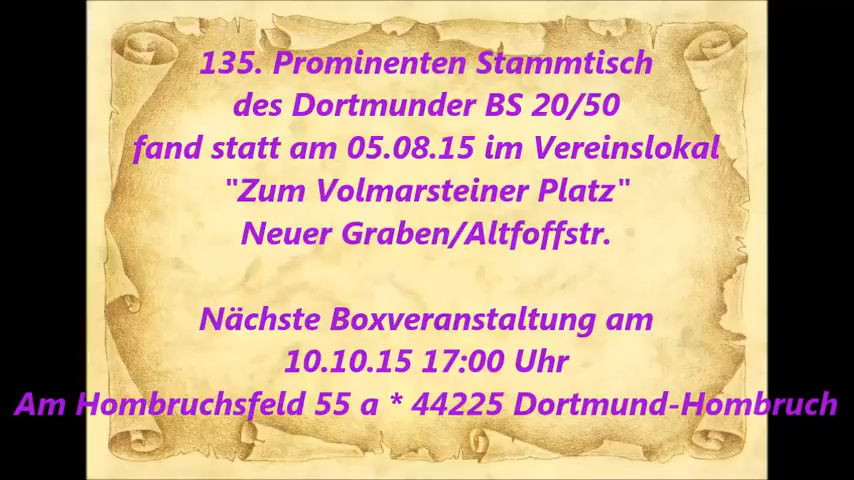 135. Prominenten Stammtisch
des Dortmunder BS 20/50
fand statt am 05.08.15 im Vereinslokal
"Zum Volmarsteiner Platz"
Neuer Graben/Altfoffstr.
Nächste Boxveranstaltung am
10.10.15 17:00 Uhr
Am Hombruchsfeld 55 a * 44225 Dortmund-Hombruch